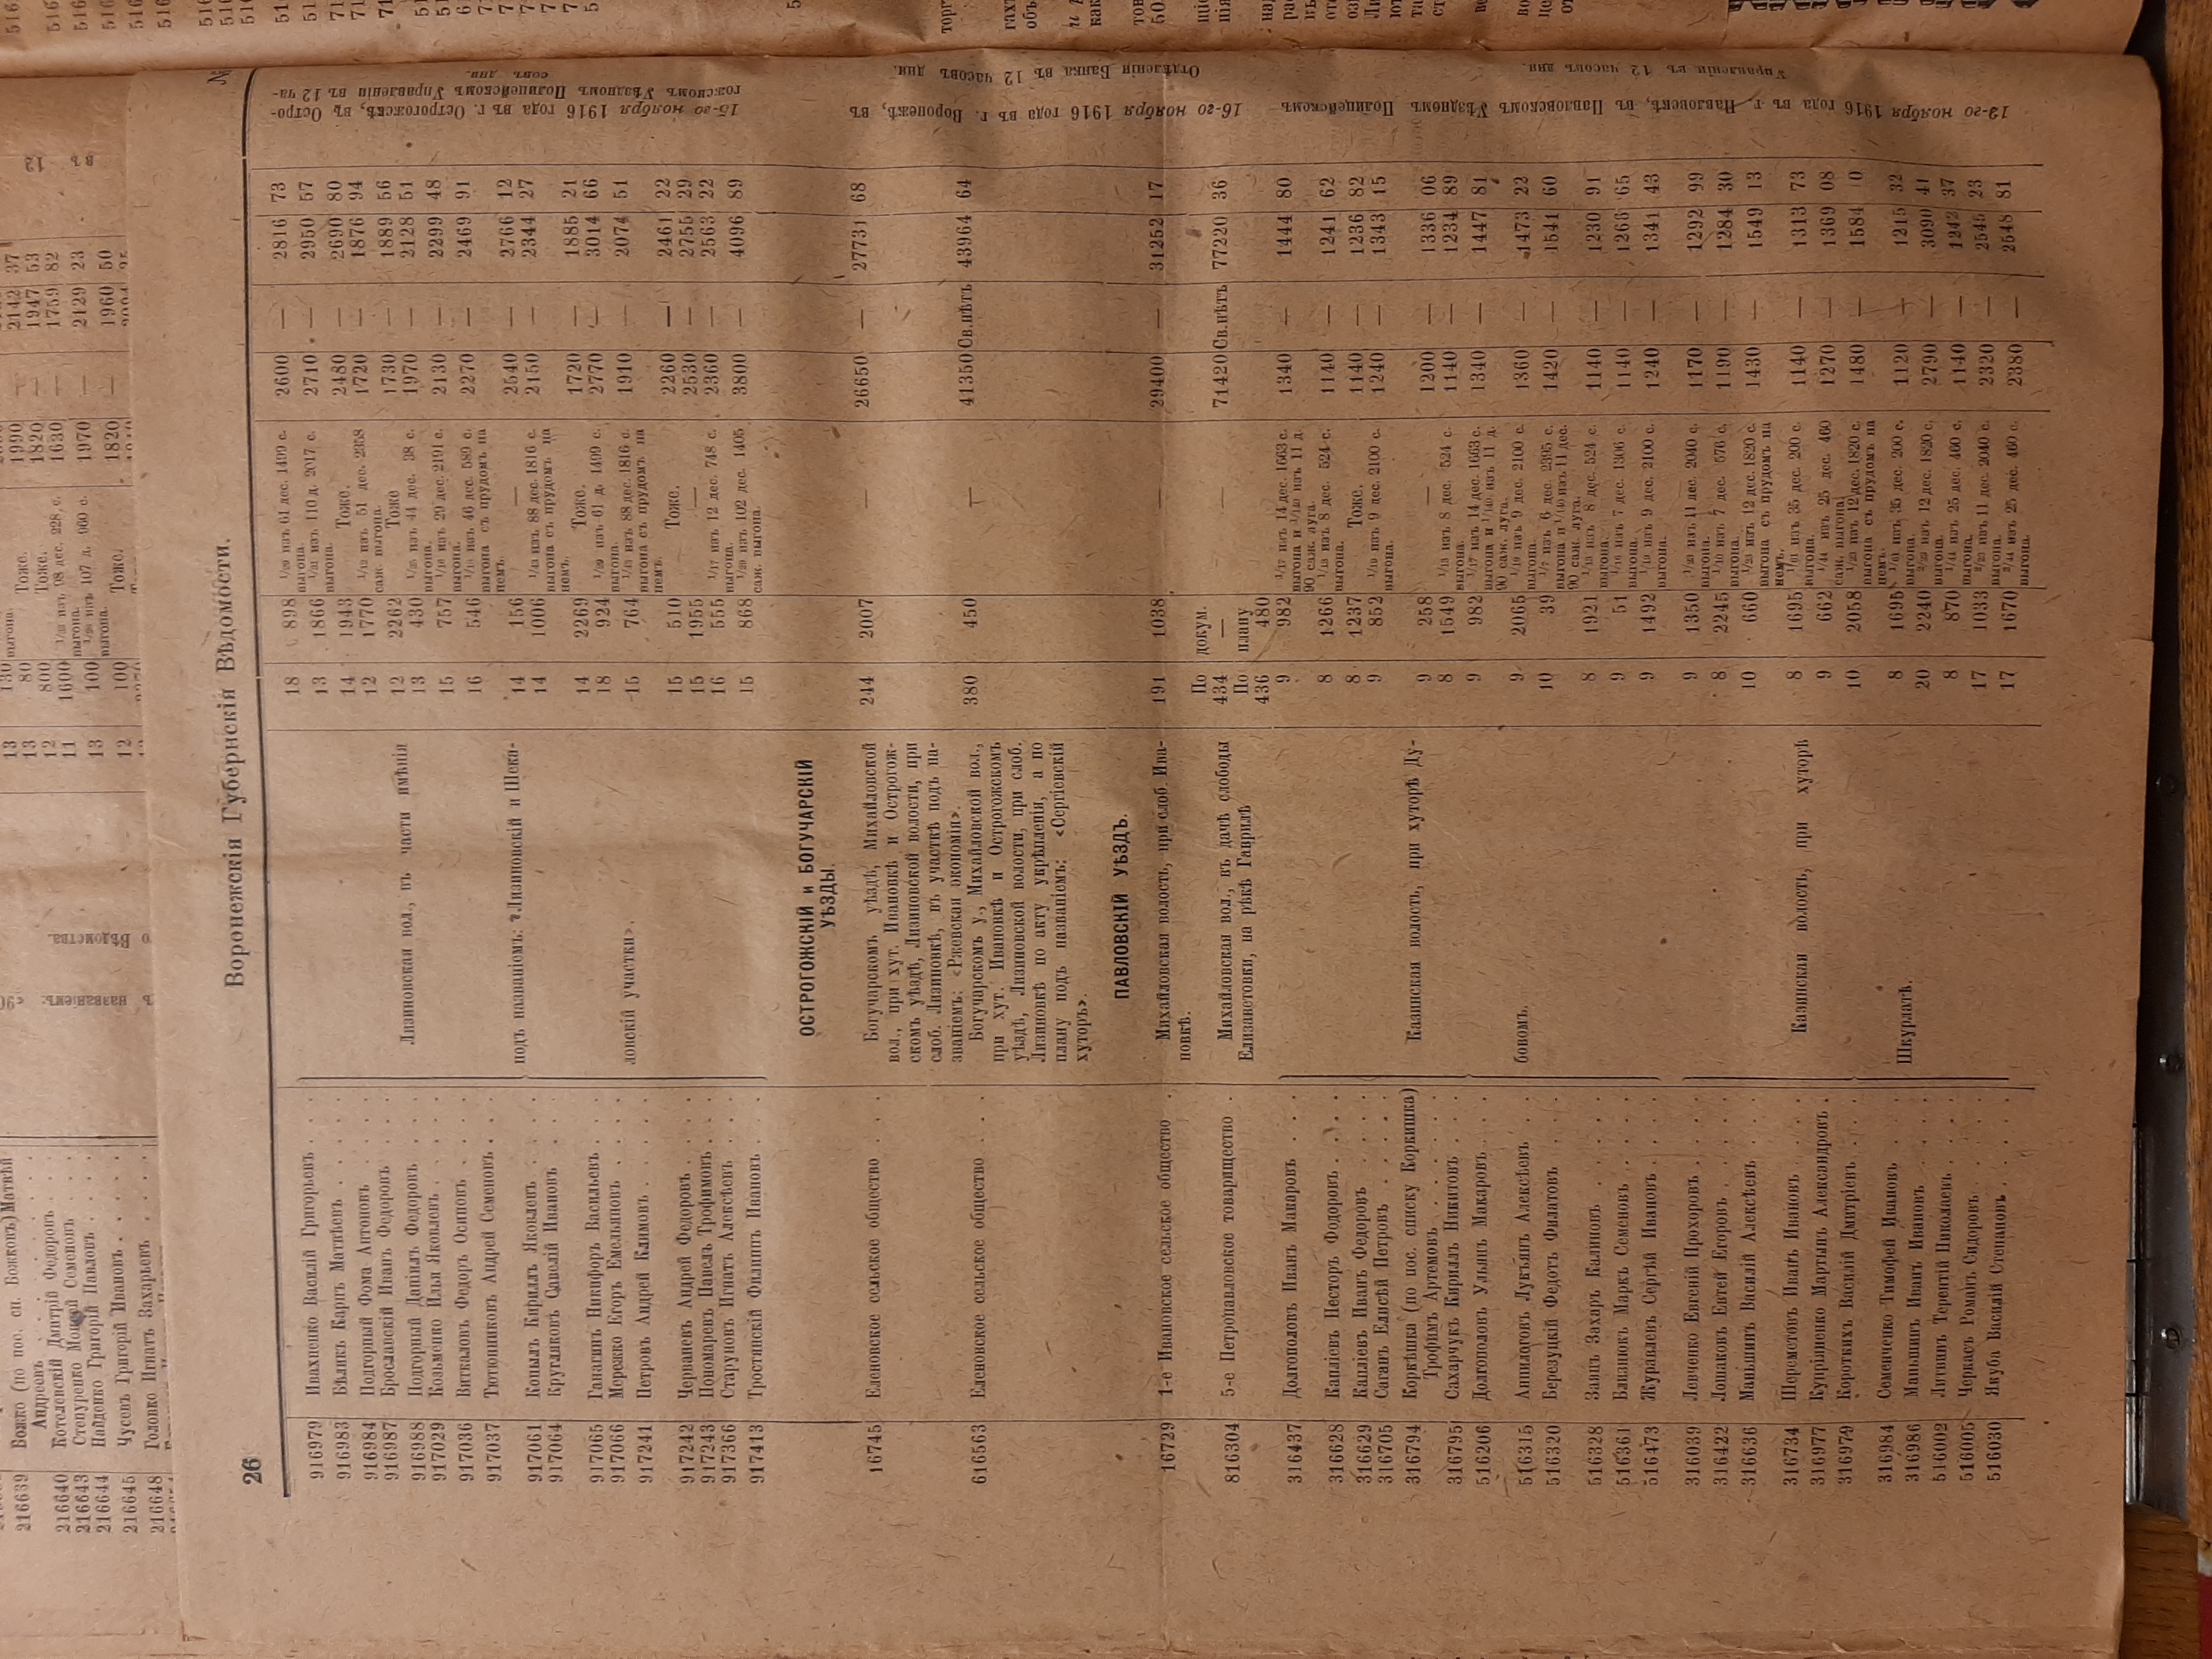 216639 Божко (по пос. сп. Божковъ) Матвѣй 13 130 выгона. 1990 — 2142 37
Андреевъ 13 80 Тоже. 1820 — 1947 53
216640 Котелевскій Дмитрій Федоровъ 12 800 Тоже. 1630 — 1759 82
216643 Степуренко Моисей Семеновъ 11 1600 98 дес. 228 с. выгона.
216644 Найденко Григорій Павловъ 13 100 107 д. 960 с. выгона. 1970 — 2129 23
216645 Чусевъ Григорій Ивановъ 12 100 Тоже. 1820 — 1960 50
216648 Головко Игнатъ Захарьевъ
26
Воронежскія Губернскія Вѣдомости.
№
916979 Ивахненко Василій Григорьевъ 18 898 1/29 изъ 61 дес. 1499 с. выгона. 2600 — 2816 73
916983 Бѣликъ Карпъ Матвѣевъ 13 1866 1/31 изъ 110 д. 2017 с. выгона. 2710 — 2950 57
916984 Подгорный Фома Антоновъ 14 1943 Тоже. 2480 — 2690 80
916987 Брославскій Иванъ Федоровъ 12 1770 1/12 изъ 51 дес. 2358 саж. выгона. 1720 — 1876 94
916988 Подгорный Даніилъ Федоровъ 12 2262 Тоже 1730 — 1889 56
917029 Козьменко Илья Яковлевъ 13 430 1/25 изъ 44 дес. 38 с. выгона. 1970 — 2128 51
917036 Виткаловъ Федоръ Осиповъ 15 757 1/16 изъ 29 дес. 2191 с. выгона. 2130 — 2299 48
917037 Тютюнниковъ Андрей Семеновъ 16 546 изъ 46 дес. 589 с. выгона съ прудомъ на немъ. 2270 — 2469 91
917061 Копылъ Кириллъ Яковлевъ 14 156 — 2540 — 2766 12
917064 Кругляковъ Савелій Ивановъ 14 1006 1/43 изъ 88 дес. 1816 с. выгона съ прудомъ на немъ. 2150 — 2344 27
917065 Ганагинъ Никифоръ Васильевъ 14 2269 Тоже. 1720 — 1885 21
917066 Мережко Егоръ Емельяновъ 18 924 1/29 изъ 61 д. 1499 с. выгона. 2770 — 3014 66
917241 Петровъ Андрей Климовъ 15 764 1/43 изъ 88 дес. 1816 с. выгона съ прудомъ на немъ. 1910 — 2074 51
917242 Черваневъ Андрей Федоровъ 15 510 Тоже. 2260 — 2461 22
917243 Пономаревъ Павелъ Трофимовъ 15 1955 — 2530 — 2755 29
917366 Старуновъ Игнатъ Алексѣевъ 16 555 1/17 изъ 12 дес. 748 с. выгона. 2360 — 2563 22
917413 Тростянскій Филиппъ Ивановъ 15 868 1/29 изъ 102 дес. 1405 саж. выгона. 3800 — 4096 89
Лизиновская вол., въ части имѣнія
подъ названіемъ: «Лизиновскій и Шека-
ловскій участки».
15-го ноября 1916 года въ г. Острогожскѣ, въ Остро-
гожскомъ Уѣздномъ Полицейскомъ Управленіи въ 12 ча-
совъ дня.
ОСТРОГОЖСКІЙ и БОГУЧАРСКІЙ
УѢЗДЫ.
16745 Еленовское сельское общество 244 2007 — 26650 — 27731 68
Богучарскомъ уѣздѣ, Михайловской
вол., при хут. Ивановкѣ и Острогож-
скомъ уѣздѣ, Лизиновской волости, при
слоб. Лизиновкѣ, въ участкѣ подъ на-
званіемъ: «Ржевская экономія».
616563 Еленовское сельское общество 380 450 — 41350 Св.нѣтъ 43964 64
Богучарскомъ у., Михайловской вол.,
при хут. Ивановкѣ и Острогожскомъ
уѣздѣ, Лизиновской волости, при слоб.
Лизиновкѣ по акту укрѣпленія, а по
плану подъ названіемъ: «Сергіевскій
хуторъ».
ПАВЛОВСКІЙ УѢЗДЪ.
16729 1-е Ивановское сельское общество Михайловская волость, при слоб. Ива- 191 1038 — 29400 — 31252 17
новкѣ.
По докум.
816304 5-е Петропавловское товарищество Михайловская вол., въ дачѣ слободы 434 — — 71420 Св.нѣтъ 77220 36
Елизаветовки, на рѣкѣ Гаврилѣ По плану
436 480
16-го ноября 1916 года въ г. Воронежѣ, въ
Отдѣленіи Банка въ 12 часовъ дня.
316437 Долгополовъ Иванъ Макаровъ 9 982 1/17 изъ 14 дес. 1663 с. выгона и 1/140 изъ 11 д. 90 саж. луга. 1340 — 1444 80
316628 Капліевъ Несторъ Фодоровъ 8 1266 1/13 изъ 8 дес. 524 с. выгона. 1140 — 1241 62
316629 Капліевъ Иванъ Федоровъ 8 1237 Тоже. 1140 — 1236 82
316705 Саганъ Елисѣй Петровъ 9 852 1/19 изъ 9 дес. 2100 с. выгона. 1240 — 1343 15
316794 Коркѣшка (по пос. списку Коркишка)
Трофимъ Артемовъ 9 258 — 1200 — 1336 06
316795 Сахарчукъ Кириллъ Никитовъ 8 1549 1/13 изъ 8 дес. 524 с. выгона. 1140 — 1234 89
516206 Долгополовъ Ульянъ Макаровъ 9 982 1/17 изъ 14 дес. 1663 с. выгона и 1/140 изъ 11 д. 90 саж. луга. 1340 — 1447 81
516315 Аннилаговъ Лукъянъ Алексѣевъ 9 2065 1/19 изъ 9 дес. 2100 с. выгона. 1360 — 1473 22
516320 Березуцкій Федотъ Филатовъ 10 39 1/7 изъ 6 дес. 2395 с. выгона и 1/140 изъ 11 дес. 90 саж. луга. 1420 — 1541 60
516328 Заяцъ Захаръ Калиновъ 8 1921 1/13 изъ 8 дес. 524 с. выгона. 1140 — 1230 91
516361 Близнюкъ Маркъ Семеновъ 9 51 1/16 изъ 7 дес. 1306 с. выгона. 1140 — 1266 65
516473 Журавлевъ Сергѣй Ивановъ 9 1492 1/19 изъ 9 дес. 2100 с. выгона. 1240 — 1341 43
Казинская волость, при хуторѣ Ду-
бовомъ.
316039 Левченко Евгеній Прохоровъ 9 1350 1/23 изъ 11 дес. 2040 с. выгона. 1170 — 1292 99
316422 Лошаковъ Евтей Егоровъ 8 2245 1/10 изъ 7 дес. 576 с. выгона. 1190 — 1284 30
316636 Маньшинъ Василій Алексѣевъ 10 660 1/23 изъ 12 дес. 1820 с. выгона съ прудомъ на немъ. 1430 — 1549 13
316734 Шереметовъ Иванъ Ивановъ 8 1695 1/61 изъ 35 дес. 200 с. выгона. 1140 — 1313 73
316977 Купріяненко Мартынъ Александровъ 9 662 1/44 изъ 25 дес. 460 саж. выгона. 1270 — 1369 08
316979 Коротких Василій Дмитріевъ 10 2058 1/23 изъ 12 дес. 1820 с. выгона съ прудомъ на немъ. 1480 — 1584 0
316984 Семенченко Тимофей Ивановъ 8 1695 1/61 изъ 35 дес. 200 с. выгона. 1120 — 1215 32
316986 Маньшинъ Иванъ Ивановъ 20 2240 2/23 изъ 12 дес. 1820 с. выгона. 2790 — 3090 41
516002 Литвинъ Терентій Николаевъ 8 870 1/44 изъ 25 дес. 460 с. выгона. 1140 — 1242 37
516005 Черкасъ Романъ Сидоровъ 17 1033 2/23 изъ 11 дес. 2040 с. выгона. 2320 — 2545 23
516030 Якуба Василій Степановъ 17 1670 2/44 изъ 25 дес. 460 с. выгона. 2380 — 2548 81
Казинская волость, при хуторѣ
Шкурлатѣ.
19-го ноября 1916 года въ г. Павловскѣ, въ Павловскомъ Уѣздномъ Полицейскомъ
Управленіи въ 12 часовъ дня.